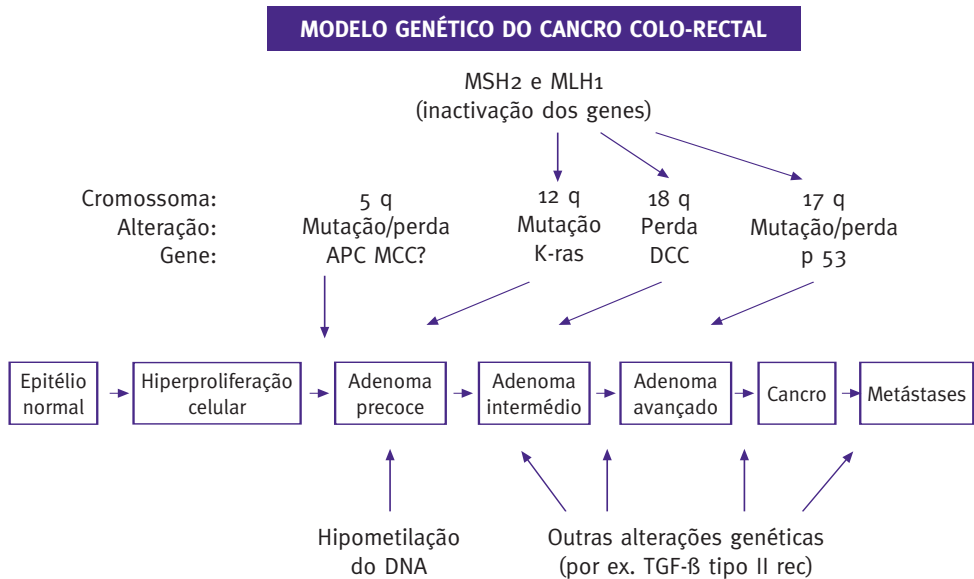 MODELO GENÉTICO DO CANCRO COLO-RECTAL
MSH2 e MLH1
(inactivação dos genes)
Cromossoma: 5 q 12 q 18 q 17 q
Alteração: Mutação/perda Mutação Perda Mutação/perda
Gene: APC MCC? K-ras DCC p 53
Epitélio normal
Hiperproliferação celular
Adenoma precoce
Adenoma intermédio
Adenoma avançado
Cancro
Metástases
Hipometilação
do DNA
Outras alterações genéticas
(por ex. TGF-ß tipo II rec)